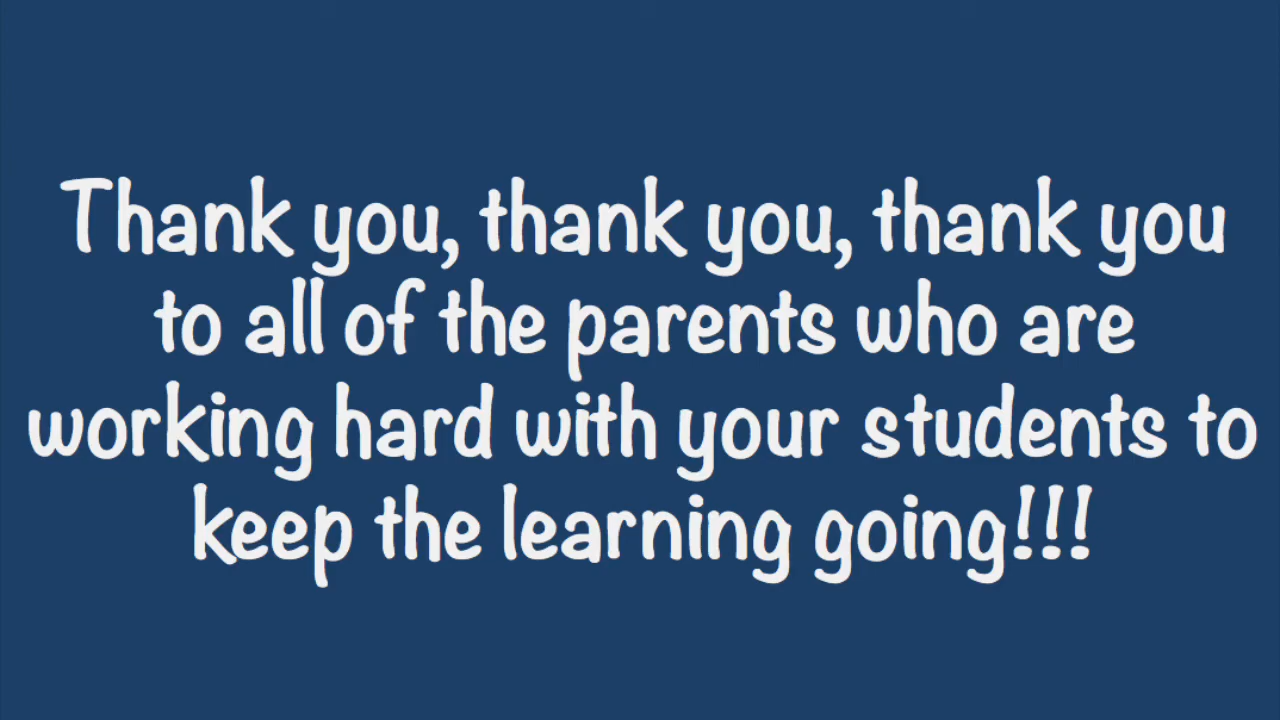 Thank you, thank you, thank you
to all of the parents who are
working hard with your students to
keep the learning going!!!